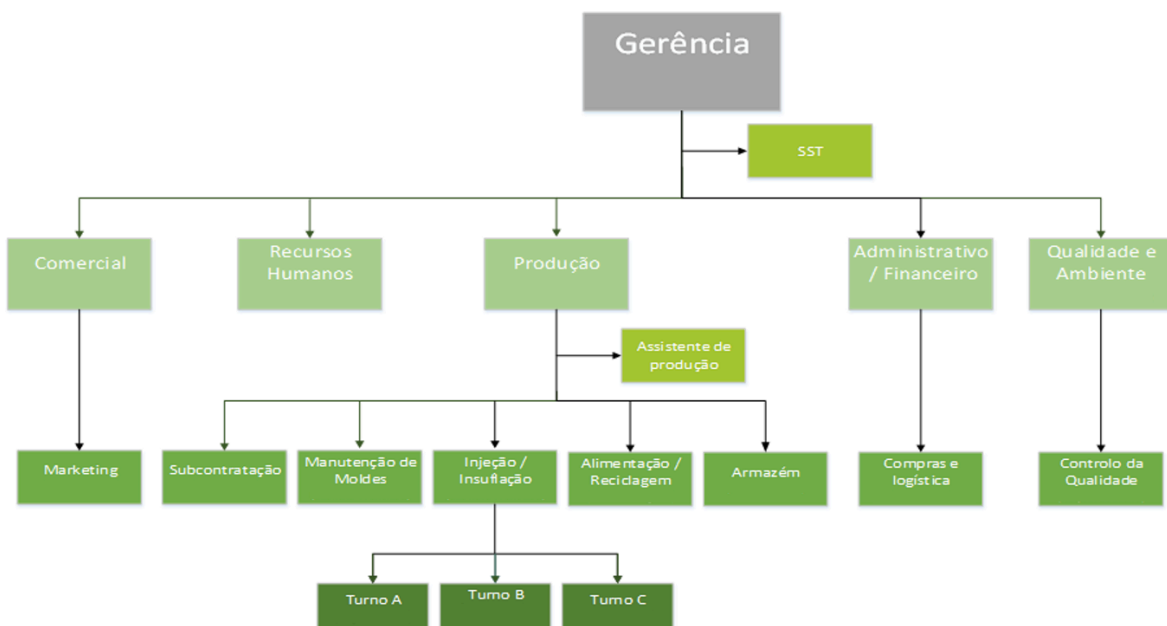 Gerência
SST
Comercial
Recursos
Humanos
Produção
Administrativo
/ Financeiro
Qualidade e
Ambiente
Assistente de
produção
Marketing
Subcontratação
Manutenção de
Moldes
Injeção /
Insuflação
Alimentação /
Reciclagem
Armazém
Compras e
logística
Controlo da
Qualidade
Turno A
Turno B
Turno C